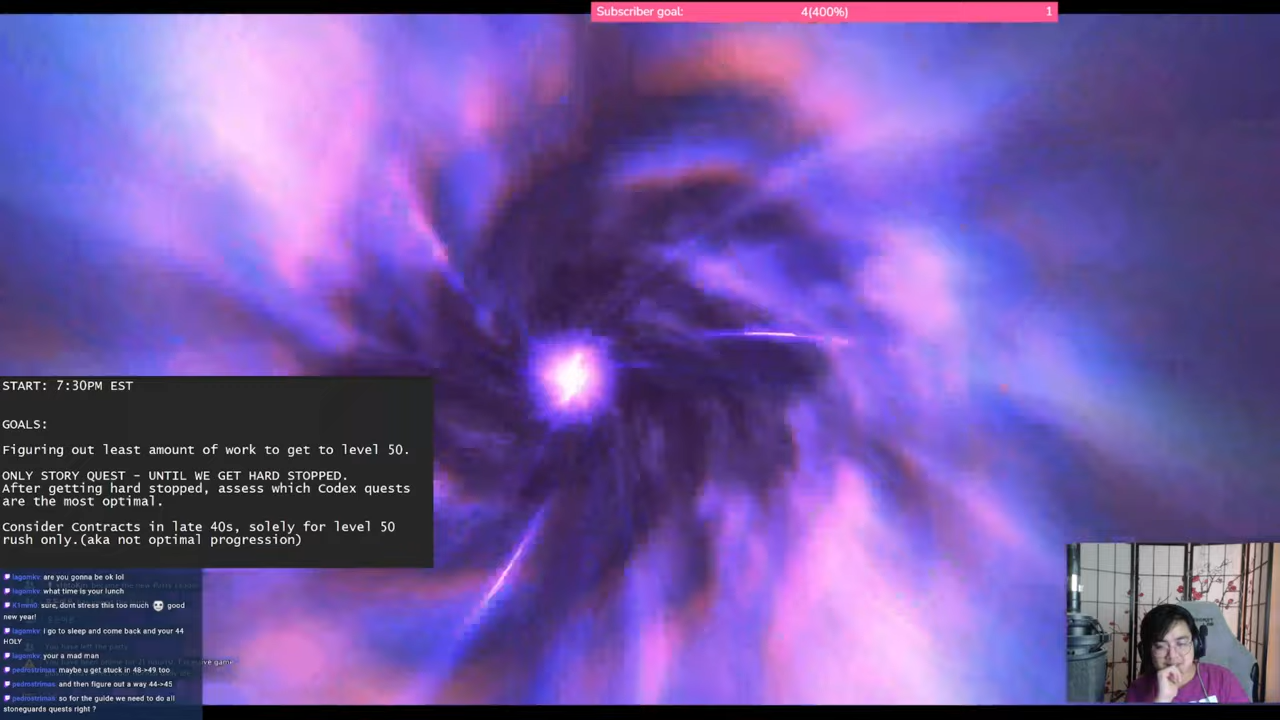 Subscriber goal: 4(400%) 1
START: 7:30PM EST
GOALS:
Figuring out least amount of work to get to level 50.
ONLY STORY QUEST - UNTIL WE GET HARD STOPPED.
After getting hard stopped, assess which Codex quests
are the most optimal.
Consider Contracts in late 40s, solely for level 50
rush only.(aka not optimal progression)
lagomkv: are you gonna be ok lol
lagomkv: what time is your lunch
sure, dont stress this too much 💀 good
new year!
lagomkv: i go to sleep and come back and your 44
HOLY
lagomkv: your a mad man
pedmstrimas: maybe u get stuck in 48->49 too
pedmstrimas: and then figure out a way 44->45
pedmstrimas: so for the guide we need to do all
stoneguards quests right ?